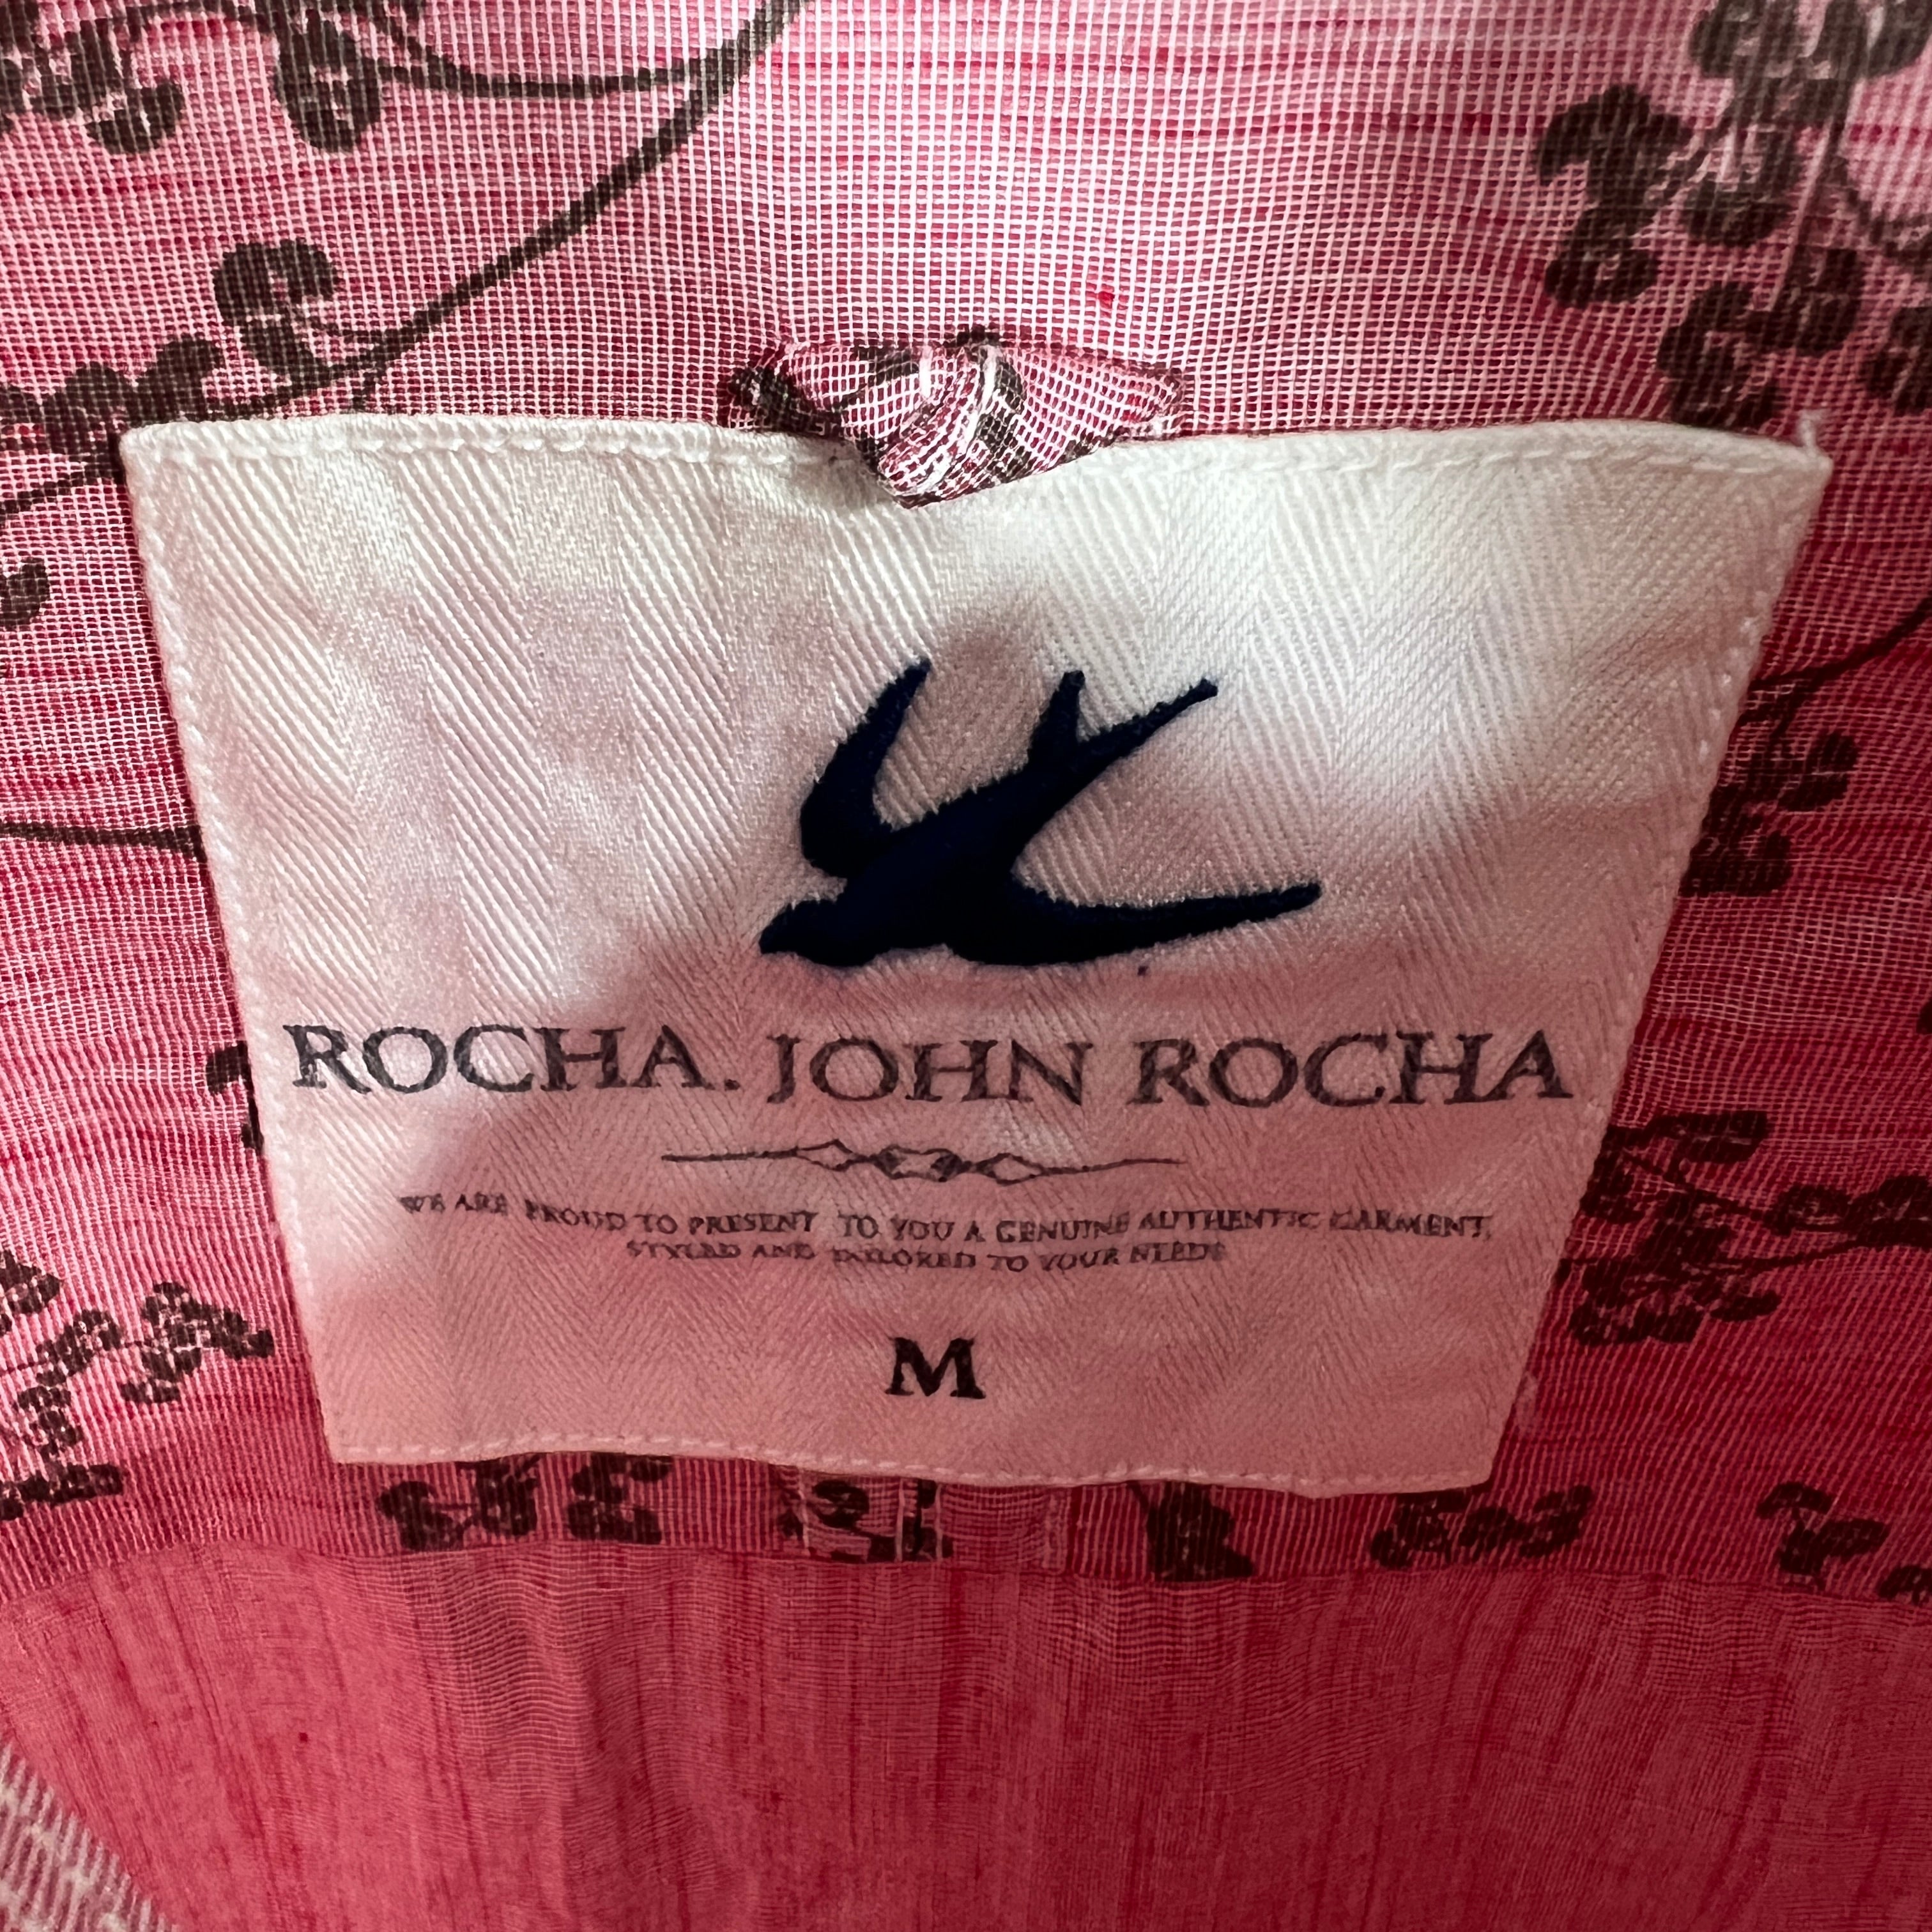 ROCHA. JOHN ROCHA
WE ARE PROUD TO PRESENT TO YOU A GENUINE AUTHENTIC GARMENT,
STYLED AND TAILORED TO YOUR NEEDS
M